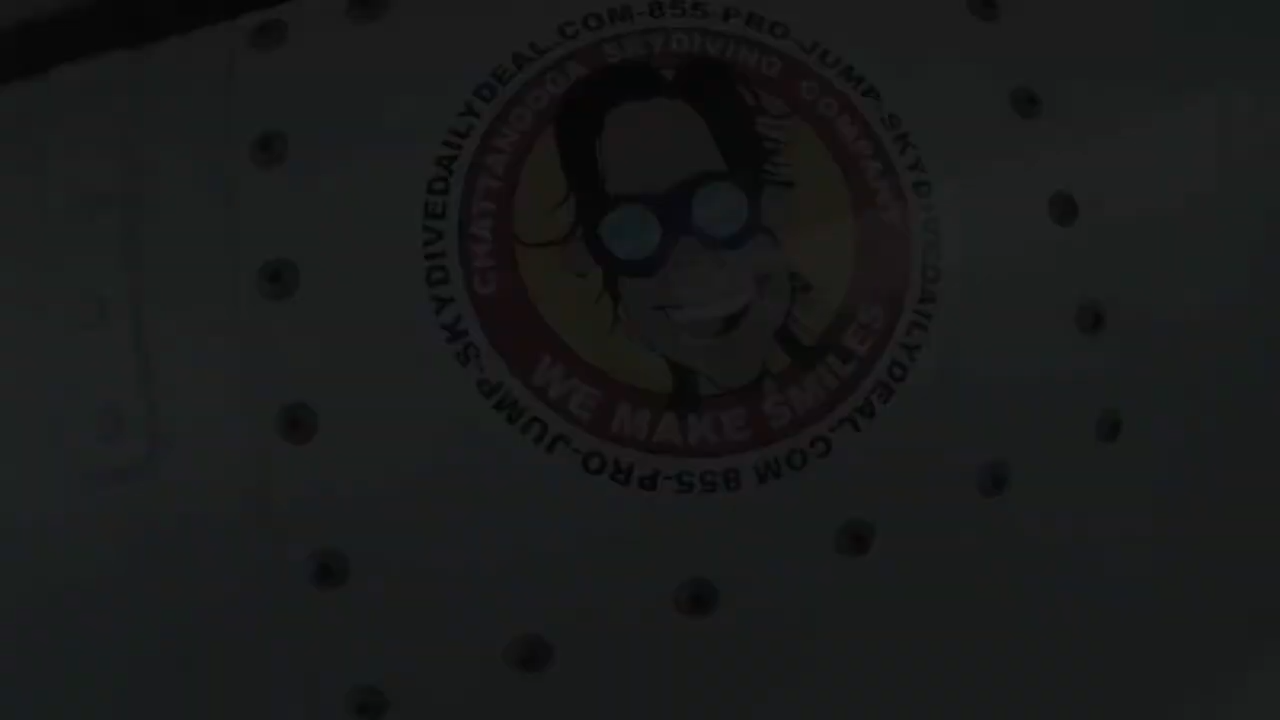 SKYDIVEDAILYDEAL.COM-855-PRO-JUMP-SKYDIVEDAILYDEAL.COM 855-PRO-JUMP-
CHATTANOOGA SKYDIVING COMPANY
WE MAKE SMILES